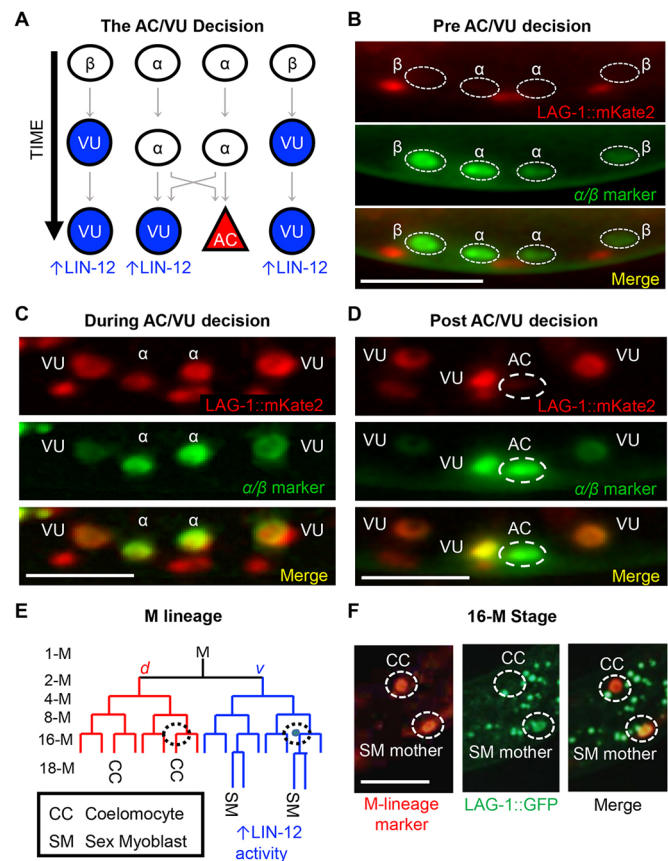 A
The AC/VU Decision
β α α β
TIME
VU α α VU
VU VU AC VU
↑LIN-12 ↑LIN-12 ↑LIN-12
B
Pre AC/VU decision
β α α β
LAG-1::mKate2
β α α β
α/β marker
β α α β
Merge
C
During AC/VU decision
VU α α VU
LAG-1::mKate2
VU α α VU
α/β marker
VU α α VU
Merge
D
Post AC/VU decision
VU VU AC VU
LAG-1::mKate2
VU VU AC VU
α/β marker
VU VU AC VU
Merge
E
M lineage
1-M M
2-M d v
4-M
8-M
16-M
18-M
CC CC SM SM
CC Coelomocyte
SM Sex Myoblast
↑LIN-12
activity
F
16-M Stage
CC CC CC
SM mother SM mother SM mother
M-lineage
marker
LAG-1::GFP
Merge